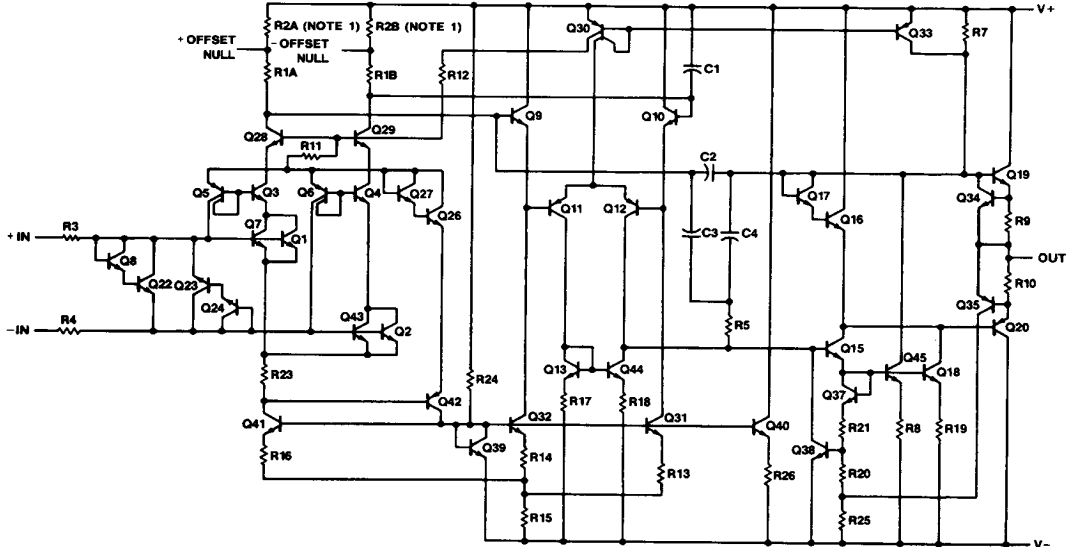 V+
R2A (NOTE 1)
R2B (NOTE 1)
+ OFFSET NULL
– OFFSET NULL
R1A
R1B
R12
Q30
Q33
R7
C1
Q9
Q10
Q28
Q29
R11
C2
Q5
Q3
Q6
Q4
Q27
Q26
Q17
Q16
Q19
Q34
R9
Q7
Q1
Q11
Q12
C3
C4
+IN
R3
Q8
Q22
Q23
Q24
OUT
R10
Q35
Q20
–IN
R4
Q43
Q2
R5
Q15
Q45
Q18
R23
R24
Q13
Q44
Q37
R17
R18
Q42
Q41
Q32
Q31
Q40
R21
R8
R19
R16
Q39
R14
R13
R26
Q38
R20
R15
R25
V–